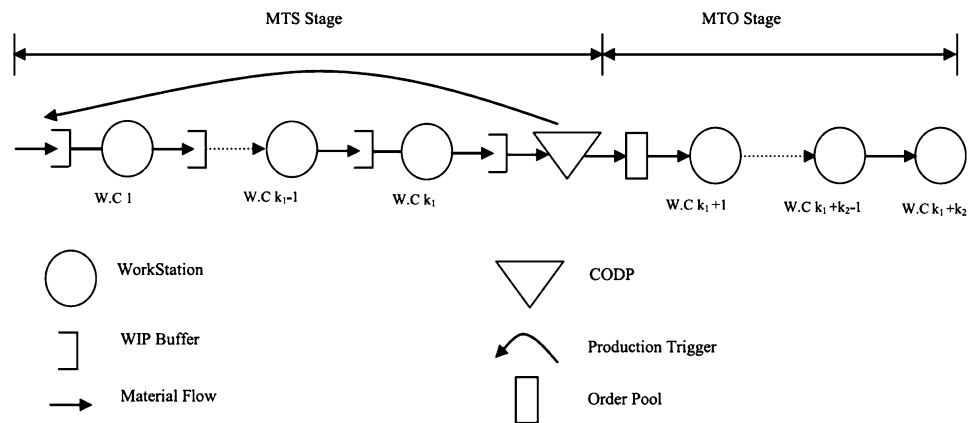 MTS Stage
MTO Stage
W.C 1
W.C k₁-1
W.C k₁
W.C k₁+1
W.C k₁+k₂-1
W.C k₁+k₂
WorkStation
CODP
WIP Buffer
Production Trigger
Material Flow
Order Pool